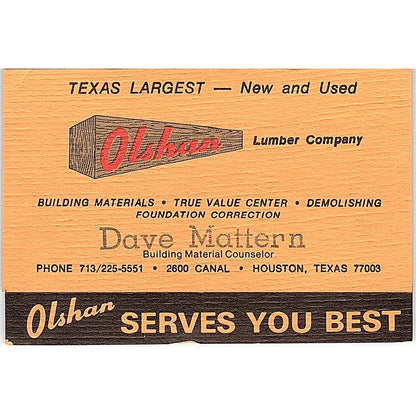 TEXAS LARGEST — New and Used
Olshan
Lumber Company
BUILDING MATERIALS • TRUE VALUE CENTER • DEMOLISHING
FOUNDATION CORRECTION
Dave Mattern
Building Material Counselor
PHONE 713/225-5551 • 2600 CANAL • HOUSTON, TEXAS 77003
Olshan SERVES YOU BEST